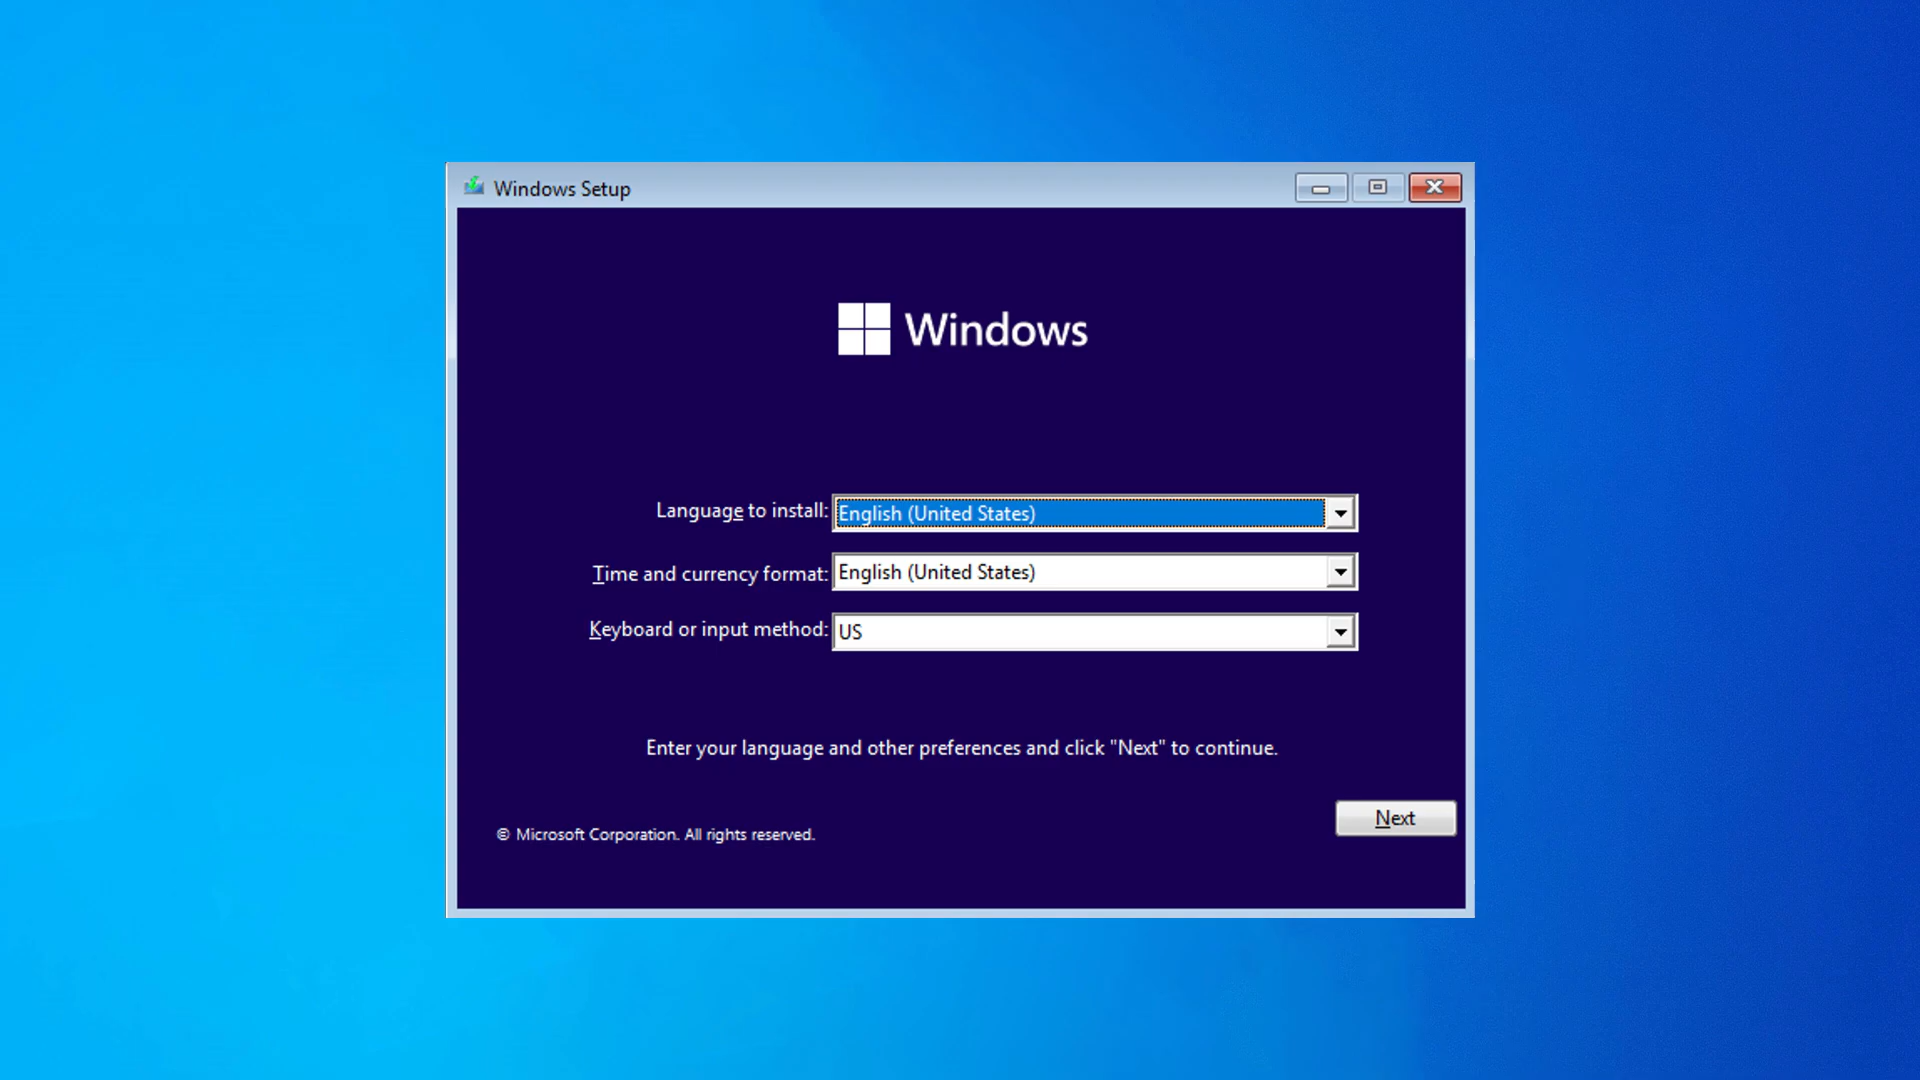 Windows Setup
Windows
Language to install: English (United States)
Time and currency format: English (United States)
Keyboard or input method: US
Enter your language and other preferences and click "Next" to continue.
Next
© Microsoft Corporation. All rights reserved.